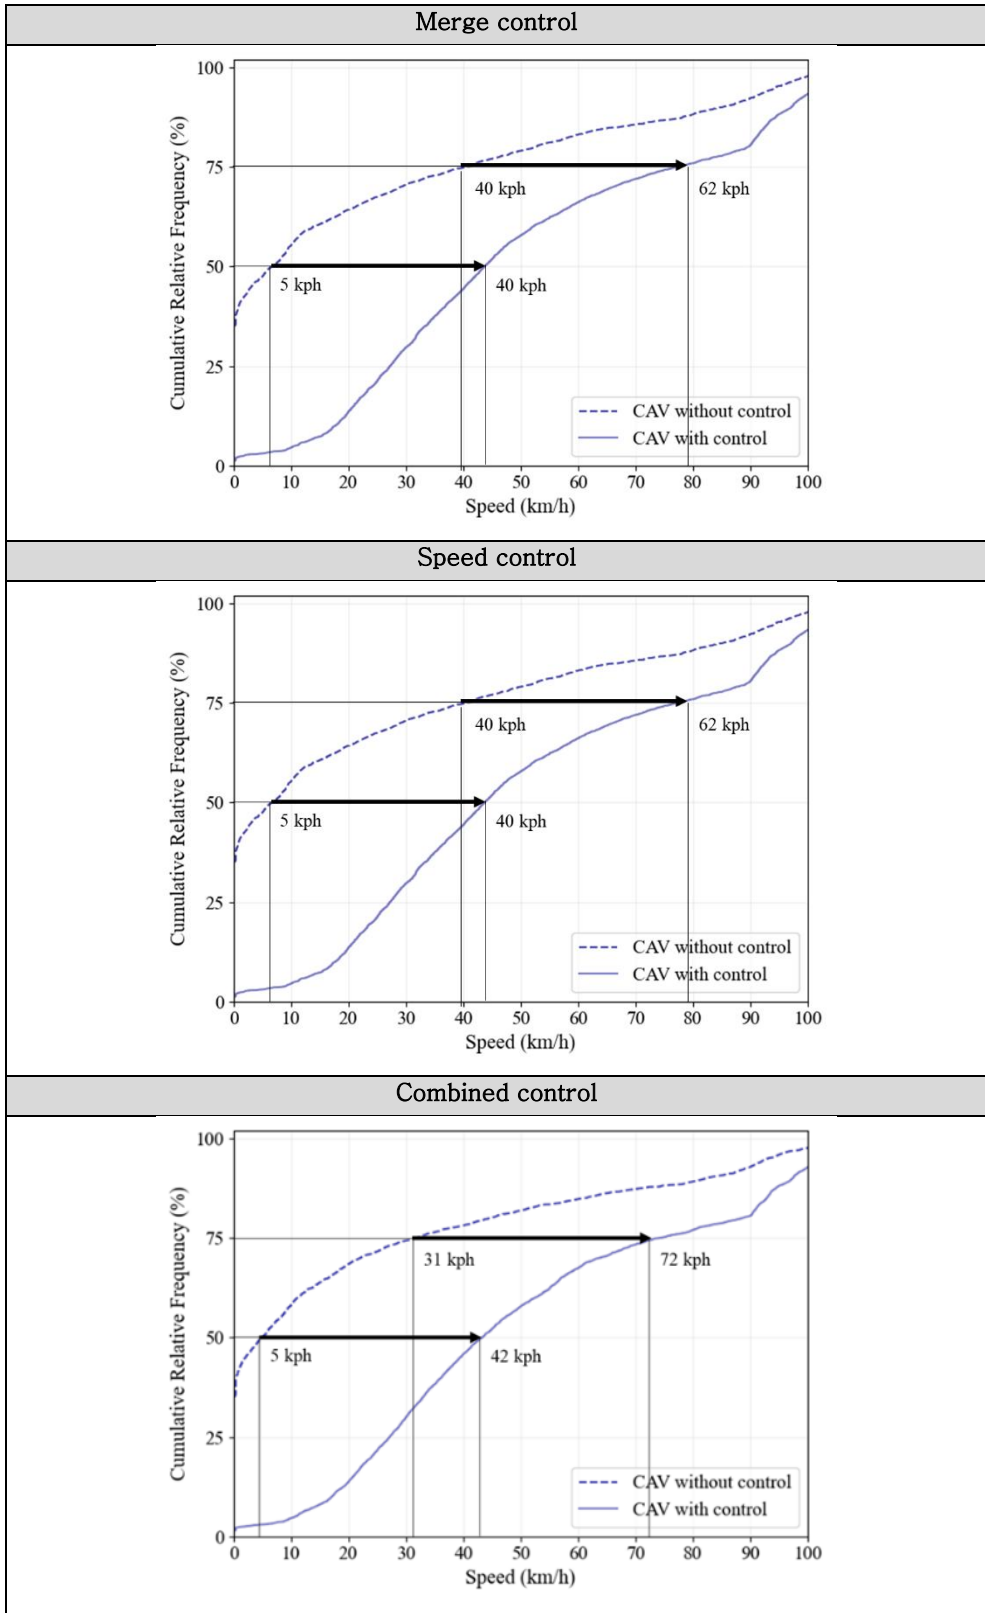 Merge control
Cumulative Relative Frequency (%)
100
75
50
25
0
40 kph
62 kph
5 kph
40 kph
CAV without control
CAV with control
0 10 20 30 40 50 60 70 80 90 100
Speed (km/h)
Speed control
Cumulative Relative Frequency (%)
100
75
50
25
0
40 kph
62 kph
5 kph
40 kph
CAV without control
CAV with control
0 10 20 30 40 50 60 70 80 90 100
Speed (km/h)
Combined control
Cumulative Relative Frequency (%)
100
75
50
25
0
31 kph
72 kph
5 kph
42 kph
CAV without control
CAV with control
0 10 20 30 40 50 60 70 80 90 100
Speed (km/h)